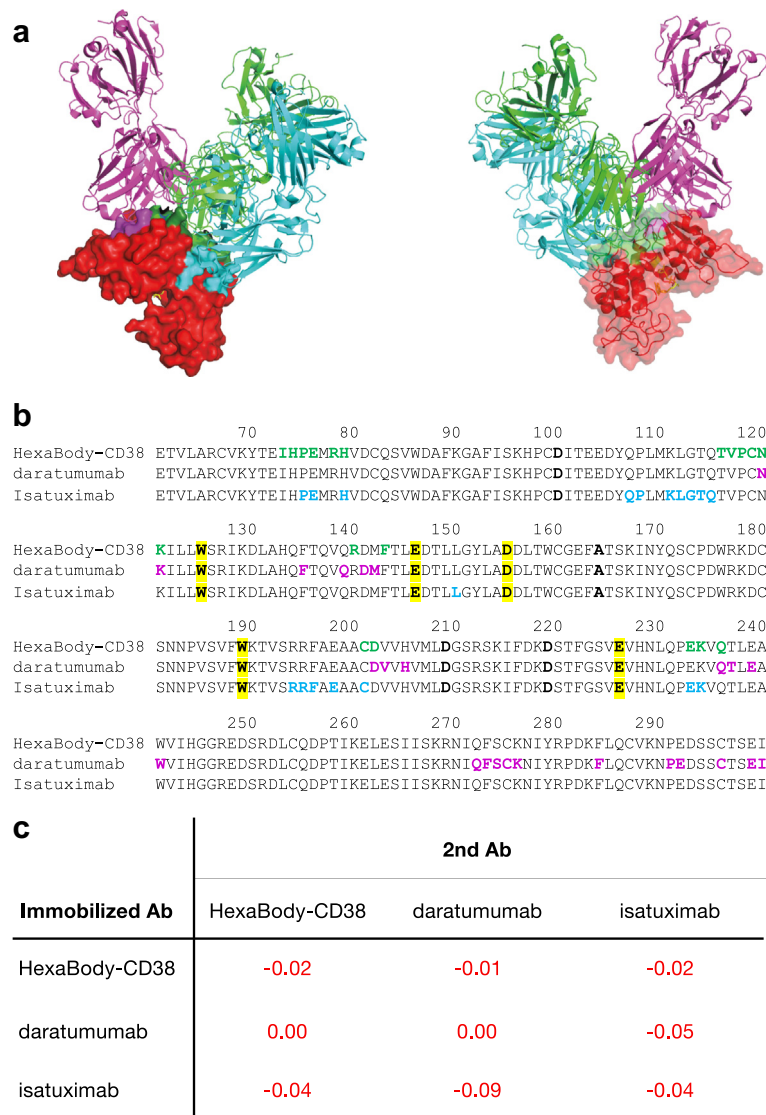 a
b
70 80 90 100 110 120
HexaBody-CD38 ETVLARCVKYTEIHPEMRHVDCQSVWDAFKGAFISKHPCDITEEDYQPLMKLGTQTVPCN
daratumumab ETVLARCVKYTEIHPEMRHVDCQSVWDAFKGAFISKHPCDITEEDYQPLMKLGTQTVPCN
Isatuximab ETVLARCVKYTEIHPEMRHVDCQSVWDAFKGAFISKHPCDITEEDYQPLMKLGTQTVPCN
130 140 150 160 170 180
HexaBody-CD38 KILLWSRIKDLAHQFTQVQRDMFTLEDTLLGYLADDLTWCGEFATSKINYQSCPDWRKDC
daratumumab KILLWSRIKDLAHQFTQVQRDMFTLEDTLLGYLADDLTWCGEFATSKINYQSCPDWRKDC
Isatuximab KILLWSRIKDLAHQFTQVQRDMFTLEDTLLGYLADDLTWCGEFATSKINYQSCPDWRKDC
190 200 210 220 230 240
HexaBody-CD38 SNNPVSVFWKTVSRRFAEAACDVVHVMLDGSRSKIFDKDSTFGSVEVHNLQPEKVQTLEA
daratumumab SNNPVSVFWKTVSRRFAEAACDVVHVMLDGSRSKIFDKDSTFGSVEVHNLQPEKVQTLEA
Isatuximab SNNPVSVFWKTVSRRFAEAACDVVHVMLDGSRSKIFDKDSTFGSVEVHNLQPEKVQTLEA
250 260 270 280 290
HexaBody-CD38 WVIHGGREDSRDLCQDPTIKELESIISKRNIQFSCKNIYRPDKFLQCVKNPEDSSCTSEI
daratumumab WVIHGGREDSRDLCQDPTIKELESIISKRNIQFSCKNIYRPDKFLQCVKNPEDSSCTSEI
Isatuximab WVIHGGREDSRDLCQDPTIKELESIISKRNIQFSCKNIYRPDKFLQCVKNPEDSSCTSEI
c
2nd Ab
Immobilized Ab HexaBody-CD38 daratumumab isatuximab
HexaBody-CD38 -0.02 -0.01 -0.02
daratumumab 0.00 0.00 -0.05
isatuximab -0.04 -0.09 -0.04